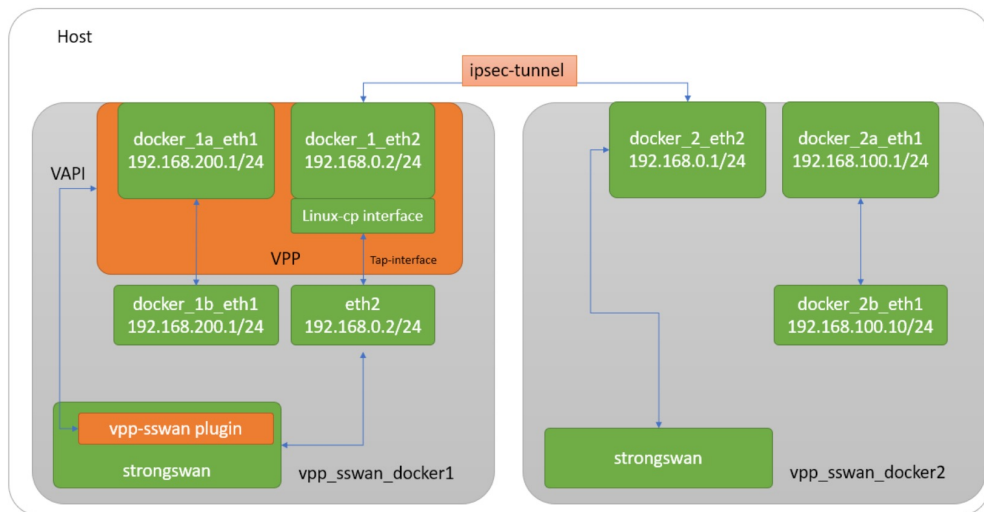 Host
ipsec-tunnel
docker_1a_eth1
192.168.200.1/24
docker_1_eth2
192.168.0.2/24
Linux-cp interface
VAPI
VPP
Tap-interface
docker_1b_eth1
192.168.200.1/24
eth2
192.168.0.2/24
vpp-sswan plugin
strongswan
vpp_sswan_docker1
docker_2_eth2
192.168.0.1/24
docker_2a_eth1
192.168.100.1/24
docker_2b_eth1
192.168.100.10/24
strongswan
vpp_sswan_docker2